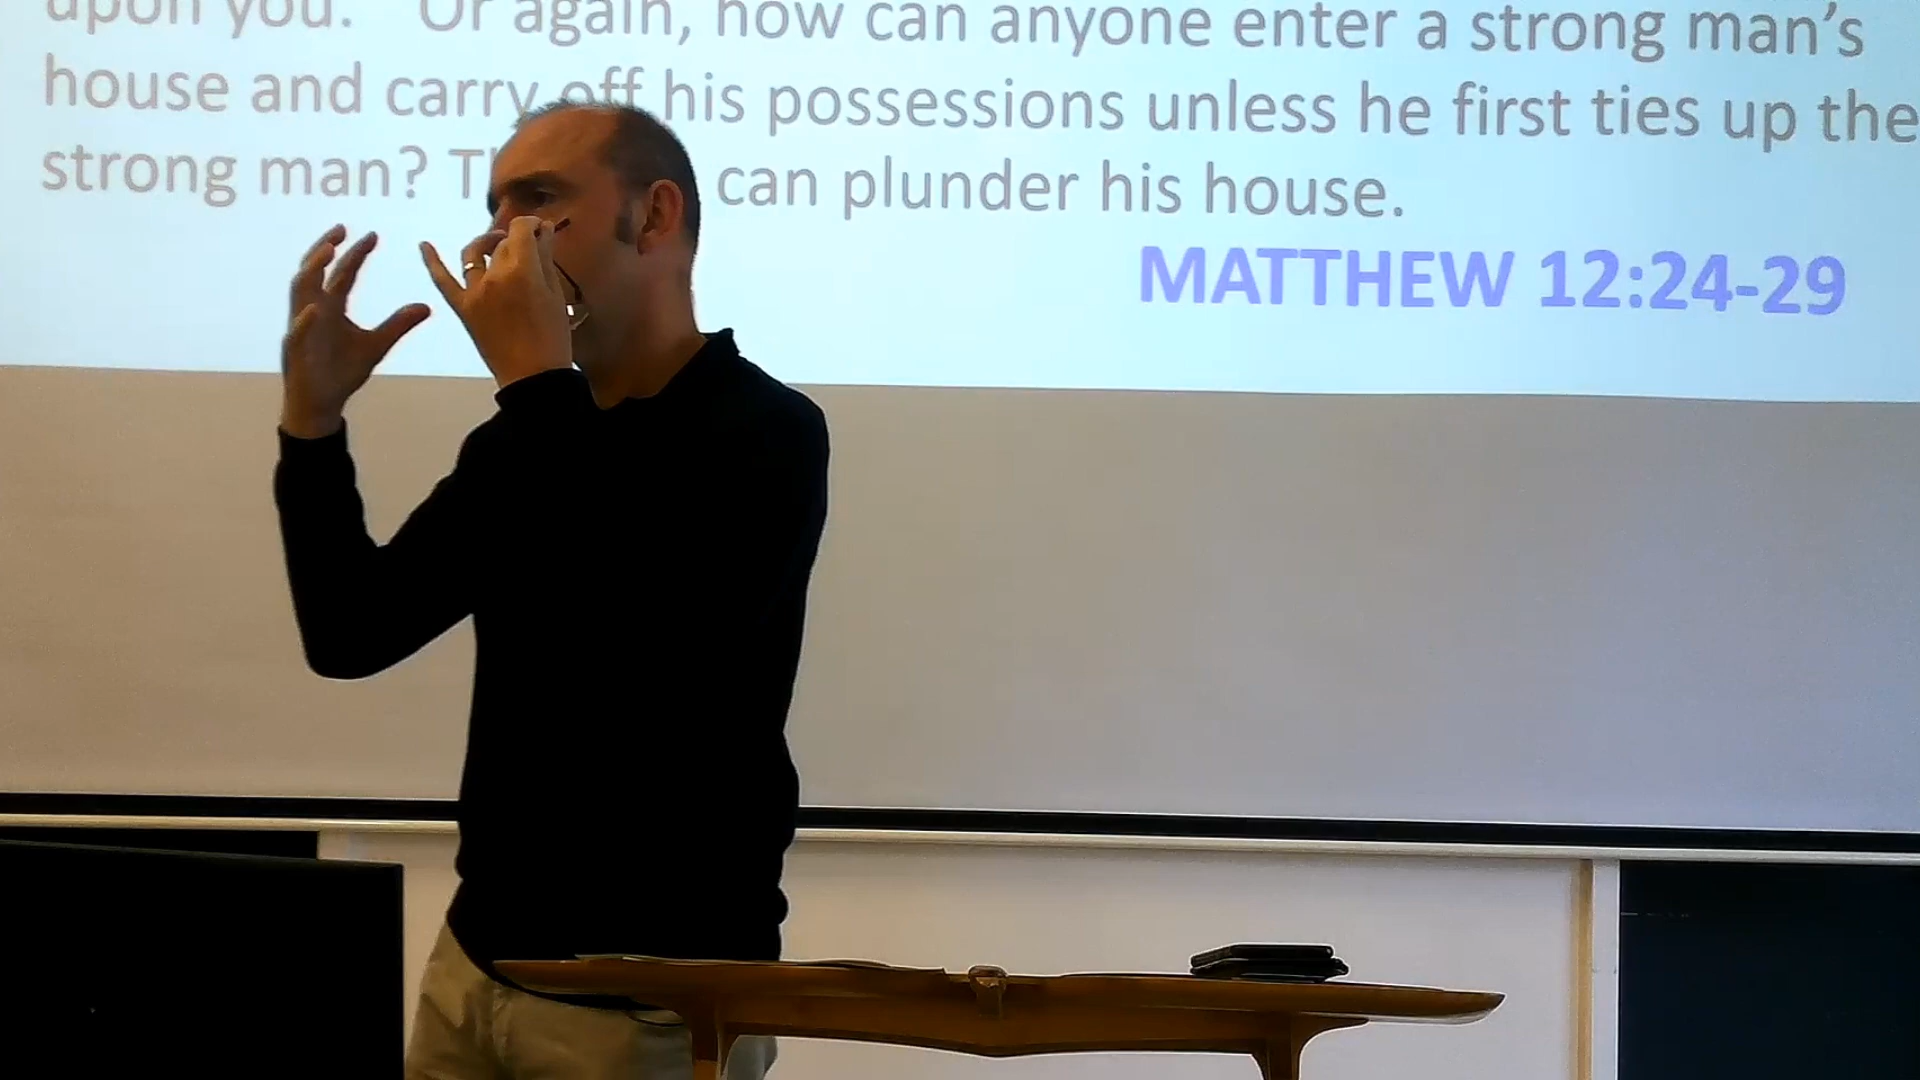 upon you. Or again, how can anyone enter a strong man's
house and carry off his possessions unless he first ties up the
strong man? can plunder his house.
MATTHEW 12:24-29